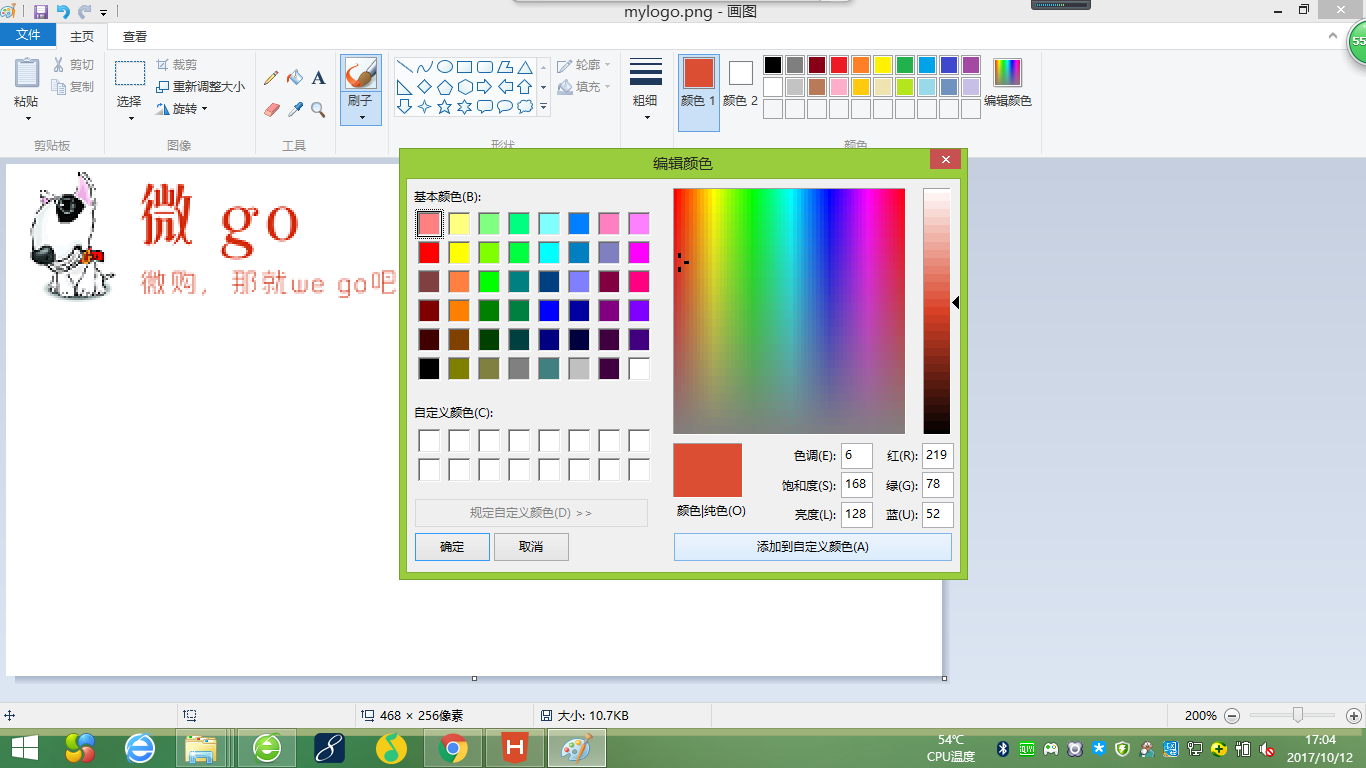 mylogo.png - 画图
55
文件 主页 查看
粘贴 剪切 复制
选择 裁剪 重新调整大小 旋转
A
刷子
轮廓 填充
粗细
颜色 1 颜色 2
编辑颜色
剪贴板 图像 工具 形状 颜色
微 go
微购，那就we go吧
编辑颜色
基本颜色(B):
自定义颜色(C):
规定自定义颜色(D) >>
确定 取消
颜色|纯色(O)
色调(E): 6 红(R): 219
饱和度(S): 168 绿(G): 78
亮度(L): 128 蓝(U): 52
添加到自定义颜色(A)
468 × 256像素
大小: 10.7KB
200%
54℃
CPU温度
17:04
2017/10/12